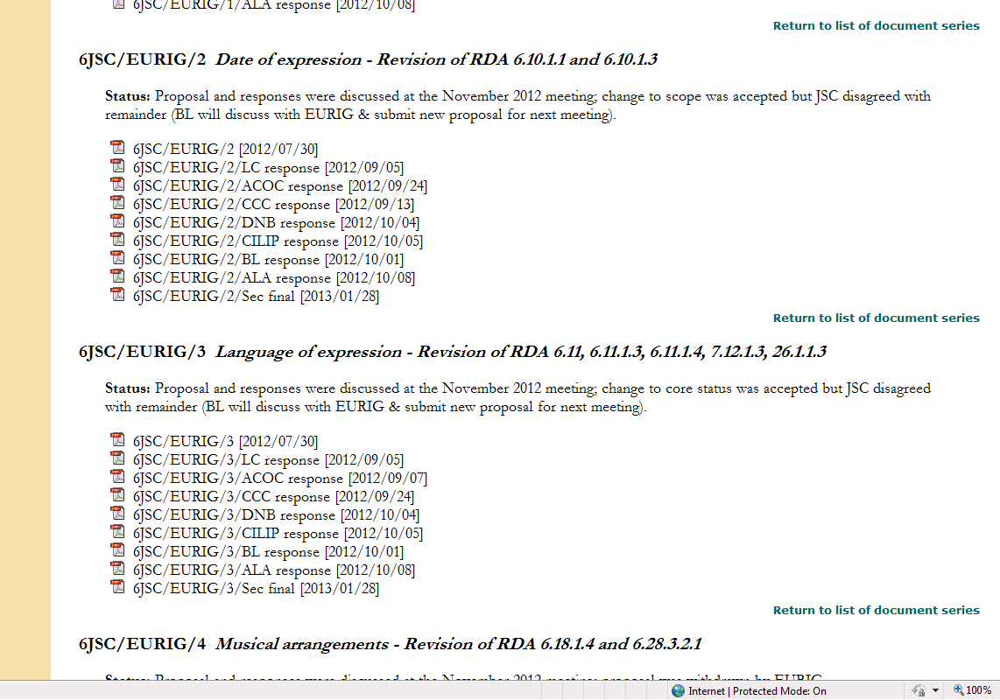 6JSC/EURIG/1/ALA response [2012/10/08]
Return to list of document series
6JSC/EURIG/2 Date of expression - Revision of RDA 6.10.1.1 and 6.10.1.3
Status: Proposal and responses were discussed at the November 2012 meeting; change to scope was accepted but JSC disagreed with
remainder (BL will discuss with EURIG & submit new proposal for next meeting).
6JSC/EURIG/2 [2012/07/30]
6JSC/EURIG/2/LC response [2012/09/05]
6JSC/EURIG/2/ACOC response [2012/09/24]
6JSC/EURIG/2/CCC response [2012/09/13]
6JSC/EURIG/2/DNB response [2012/10/04]
6JSC/EURIG/2/CILIP response [2012/10/05]
6JSC/EURIG/2/BL response [2012/10/01]
6JSC/EURIG/2/ALA response [2012/10/08]
6JSC/EURIG/2/Sec final [2013/01/28]
Return to list of document series
6JSC/EURIG/3 Language of expression - Revision of RDA 6.11, 6.11.1.3, 6.11.1.4, 7.12.1.3, 26.1.1.3
Status: Proposal and responses were discussed at the November 2012 meeting; change to core status was accepted but JSC disagreed
with remainder (BL will discuss with EURIG & submit new proposal for next meeting).
6JSC/EURIG/3 [2012/07/30]
6JSC/EURIG/3/LC response [2012/09/05]
6JSC/EURIG/3/ACOC response [2012/09/07]
6JSC/EURIG/3/CCC response [2012/09/24]
6JSC/EURIG/3/DNB response [2012/10/04]
6JSC/EURIG/3/CILIP response [2012/10/05]
6JSC/EURIG/3/BL response [2012/10/01]
6JSC/EURIG/3/ALA response [2012/10/08]
6JSC/EURIG/3/Sec final [2013/01/28]
Return to list of document series
6JSC/EURIG/4 Musical arrangements - Revision of RDA 6.18.1.4 and 6.28.3.2.1
Status: Proposal and responses were discussed at the November 2012 meeting; proposal was withdrawn by EURIG
Internet | Protected Mode: On
100%